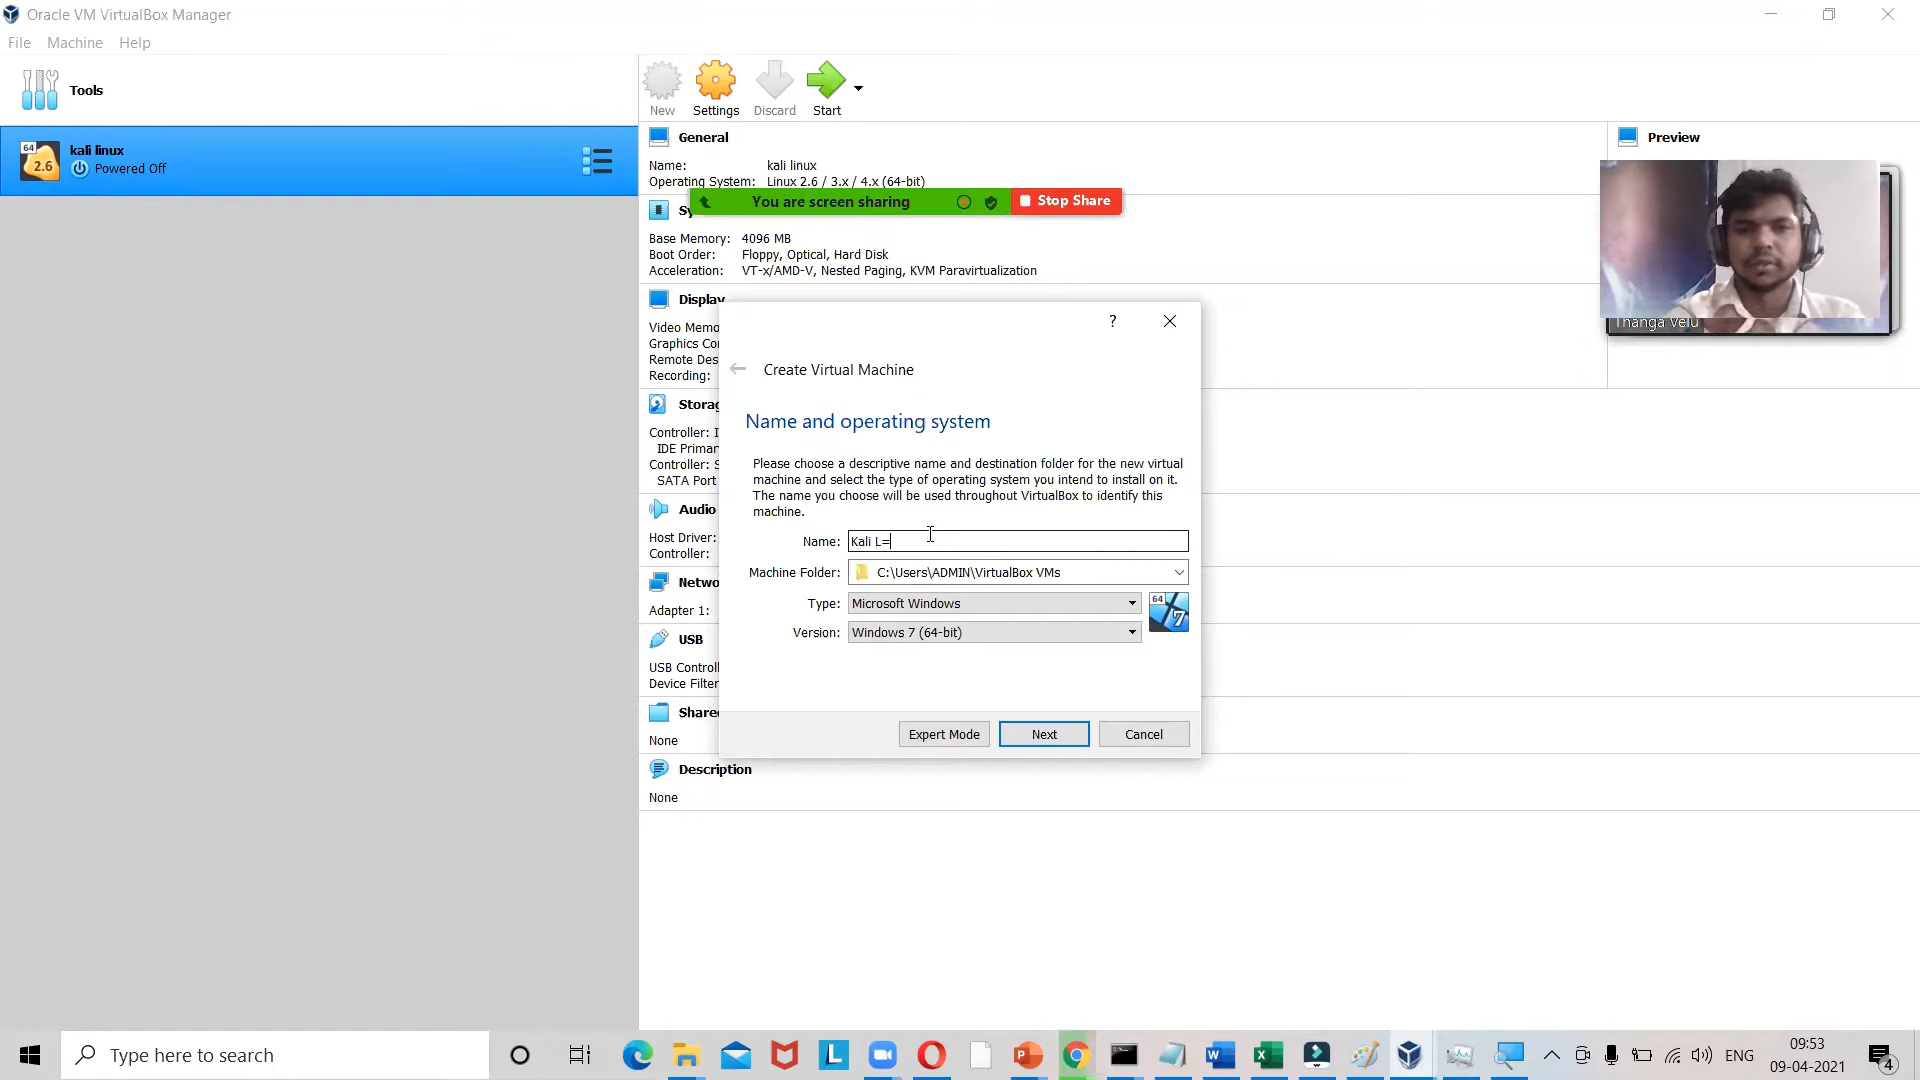 Oracle VM VirtualBox Manager
File Machine Help
Tools
New Settings Discard Start
64
2.6
kali linux
Powered Off
General
Name: kali linux
Operating System: Linux 2.6 / 3.x / 4.x (64-bit)
Preview
You are screen sharing
Stop Share
Sy
Base Memory: 4096 MB
Boot Order: Floppy, Optical, Hard Disk
Acceleration: VT-x/AMD-V, Nested Paging, KVM Paravirtualization
Thanga Velu
Display
Video Memo
Graphics Co
Remote Des
Recording:
Storag
Controller: I
IDE Primar
Controller: S
SATA Port
Audio
Host Driver:
Controller:
Netwo
Adapter 1:
USB
USB Control
Device Filter
Share
None
Description
None
?
Create Virtual Machine
Name and operating system
Please choose a descriptive name and destination folder for the new virtual
machine and select the type of operating system you intend to install on it.
The name you choose will be used throughout VirtualBox to identify this
machine.
Name: Kali L=
Machine Folder: C:\Users\ADMIN\VirtualBox VMs
Type: Microsoft Windows
Version: Windows 7 (64-bit)
64
7
Expert Mode Next Cancel
Type here to search
ENG
09:53
09-04-2021
4